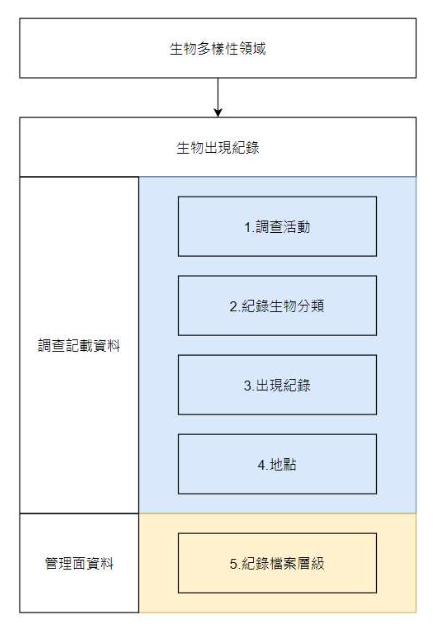 生物多樣性領域
生物出現紀錄
調查記載資料
1.調查活動
2.紀錄生物分類
3.出現紀錄
4.地點
管理面資料
5.紀錄檔案層級